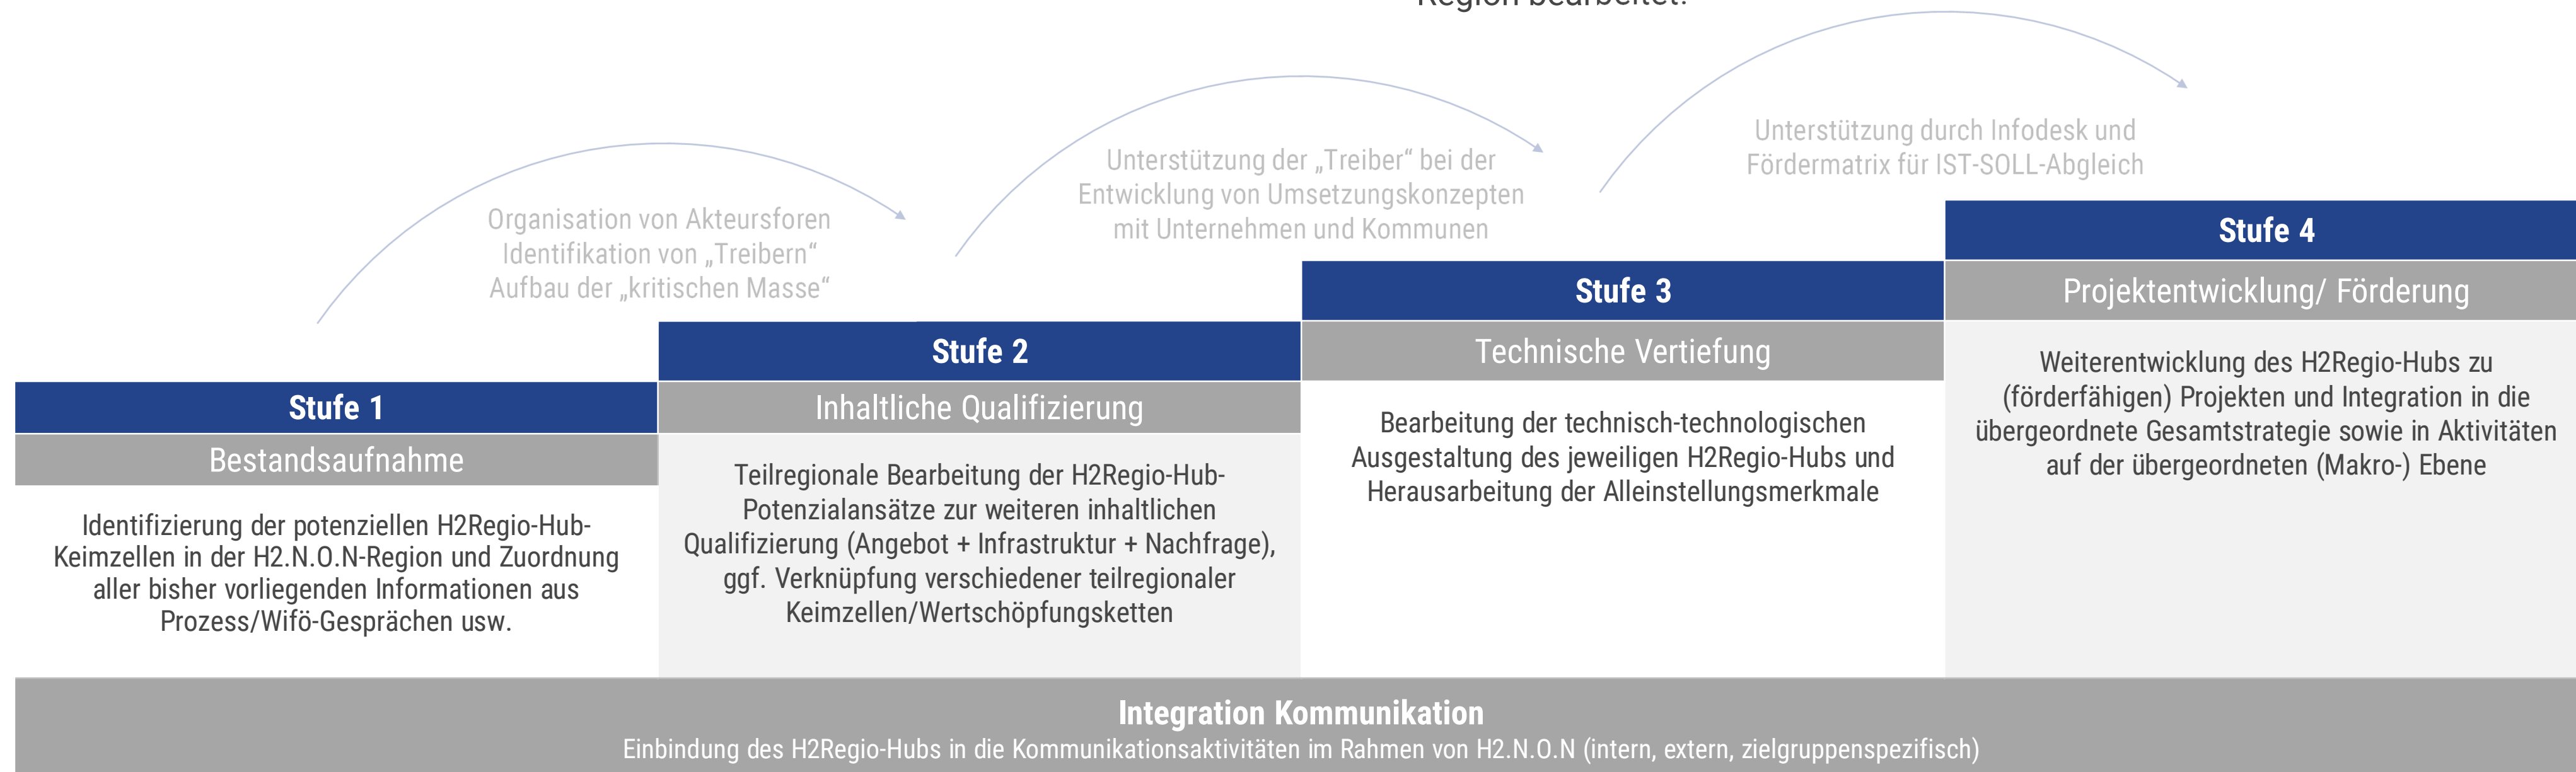 Region bearbeitet.
Organisation von Akteursforen
Identifikation von „Treibern“
Aufbau der „kritischen Masse“
Unterstützung der „Treiber“ bei der
Entwicklung von Umsetzungskonzepten
mit Unternehmen und Kommunen
Unterstützung durch Infodesk und
Fördermatrix für IST-SOLL-Abgleich
Stufe 1
Bestandsaufnahme
Identifizierung der potenziellen H2Regio-Hub-
Keimzellen in der H2.N.O.N-Region und Zuordnung
aller bisher vorliegenden Informationen aus
Prozess/Wifö-Gesprächen usw.
Stufe 2
Inhaltliche Qualifizierung
Teilregionale Bearbeitung der H2Regio-Hub-
Potenzialansätze zur weiteren inhaltlichen
Qualifizierung (Angebot + Infrastruktur + Nachfrage),
ggf. Verknüpfung verschiedener teilregionaler
Keimzellen/Wertschöpfungsketten
Stufe 3
Technische Vertiefung
Bearbeitung der technisch-technologischen
Ausgestaltung des jeweiligen H2Regio-Hubs und
Herausarbeitung der Alleinstellungsmerkmale
Stufe 4
Projektentwicklung/ Förderung
Weiterentwicklung des H2Regio-Hubs zu
(förderfähigen) Projekten und Integration in die
übergeordnete Gesamtstrategie sowie in Aktivitäten
auf der übergeordneten (Makro-) Ebene
Integration Kommunikation
Einbindung des H2Regio-Hubs in die Kommunikationsaktivitäten im Rahmen von H2.N.O.N (intern, extern, zielgruppenspezifisch)